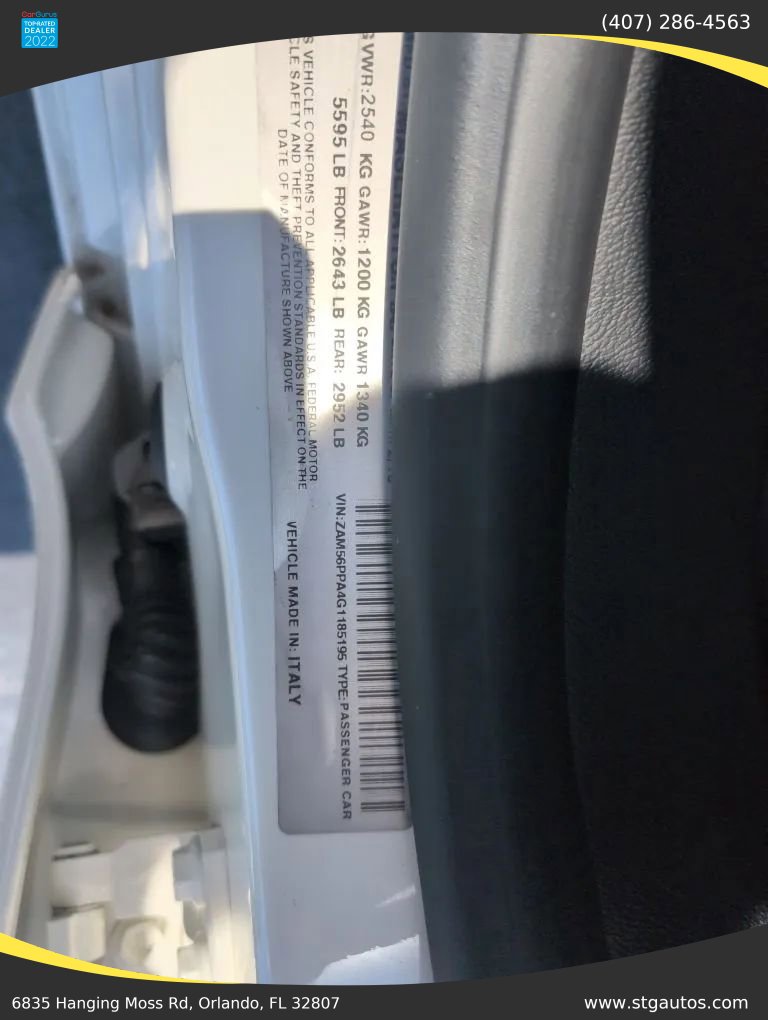 CarGurus
TOP RATED
DEALER
2022
(407) 286-4563
GVWR:2540 KG GAWR:1200 KG GAWR 1340 KG
5595 LB FRONT: 2643 LB REAR: 2952 LB
S VEHICLE CONFORMS TO ALL APPLICABLE U.S.A. FEDERAL MOTOR
CLE SAFETY AND THEFT PREVENTION STANDARDS IN EFFECT ON THE
DATE OF MANUFACTURE SHOWN ABOVE
VIN:ZAM56PPA4G1185195 TYPE:PASSENGER CAR
VEHICLE MADE IN: ITALY
6835 Hanging Moss Rd, Orlando, FL 32807
www.stgautos.com